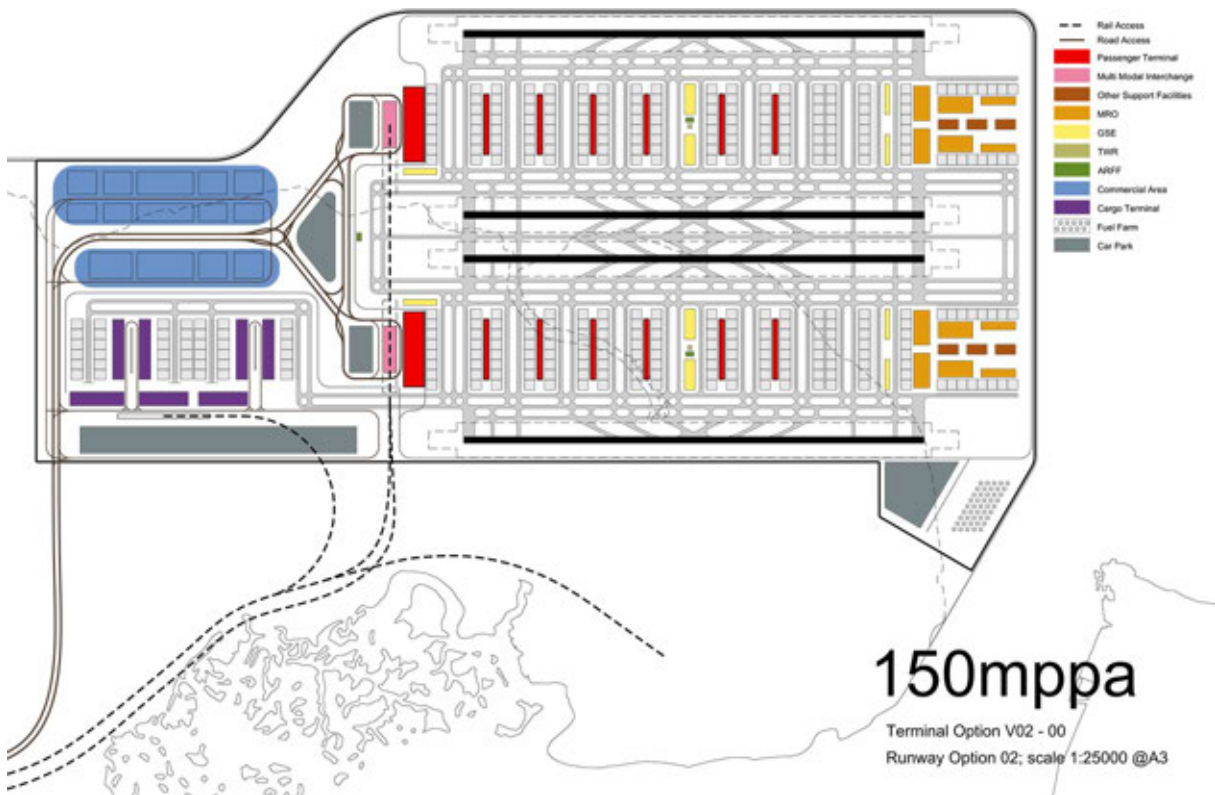 Rail Access
Road Access
Passenger Terminal
Multi Modal Interchange
Other Support Facilities
MRO
GSE
TWR
ARFF
Commercial Area
Cargo Terminal
Fuel Farm
Car Park
150mppa
Terminal Option V02 - 00
Runway Option 02; scale 1:25000 @A3